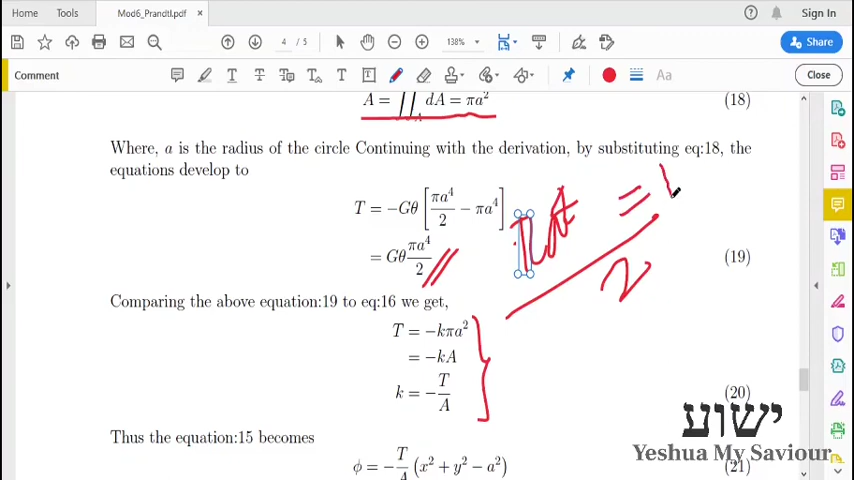 Mod6_Prandtl.pdf ×
Sign In
4 / 5
138%
Share
Comment
Aa
Close
A = ∬ dA = πa² (18)
Where, a is the radius of the circle Continuing with the derivation, by substituting eq:18, the
equations develop to
T = −Gθ [πa⁴/2 − πa⁴]
= Gθ πa⁴/2 (19)
= 
2
Comparing the above equation:19 to eq:16 we get,
T = −kπa²
= −kA
k = − T/A (20)
Thus the equation:15 becomes
ϕ = − T/A (x² + y² − a²) (21)
ישוע
Yeshua My Saviour